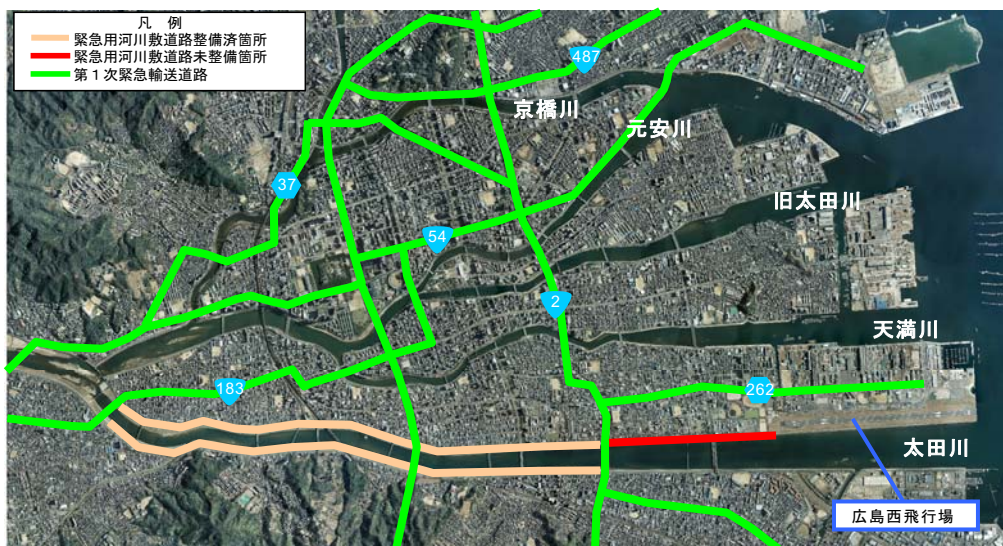 凡 例
緊急用河川敷道路整備済箇所
緊急用河川敷道路未整備箇所
第1次緊急輸送道路
487
京橋川
元安川
37
旧太田川
54
2
天満川
183
262
太田川
広島西飛行場